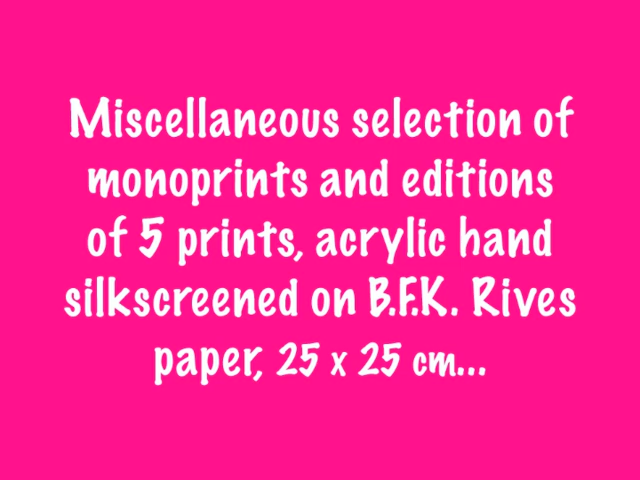 Miscellaneous selection of
monoprints and editions
of 5 prints, acrylic hand
silkscreened on B.F.K. Rives
paper, 25 x 25 cm...